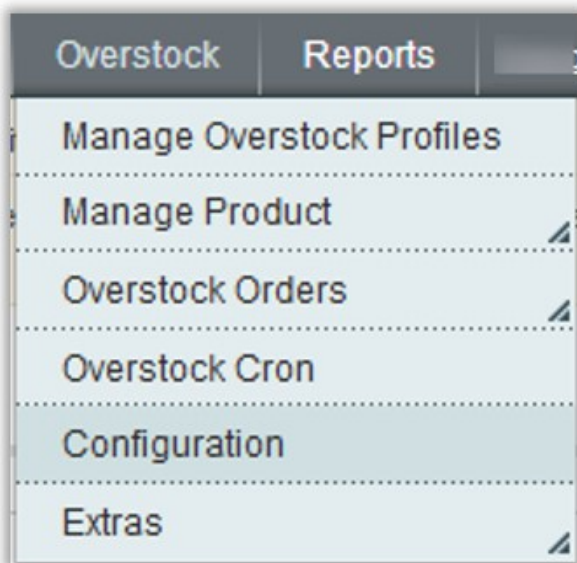 Overstock Reports
Manage Overstock Profiles
Manage Product
Overstock Orders
Overstock Cron
Configuration
Extras